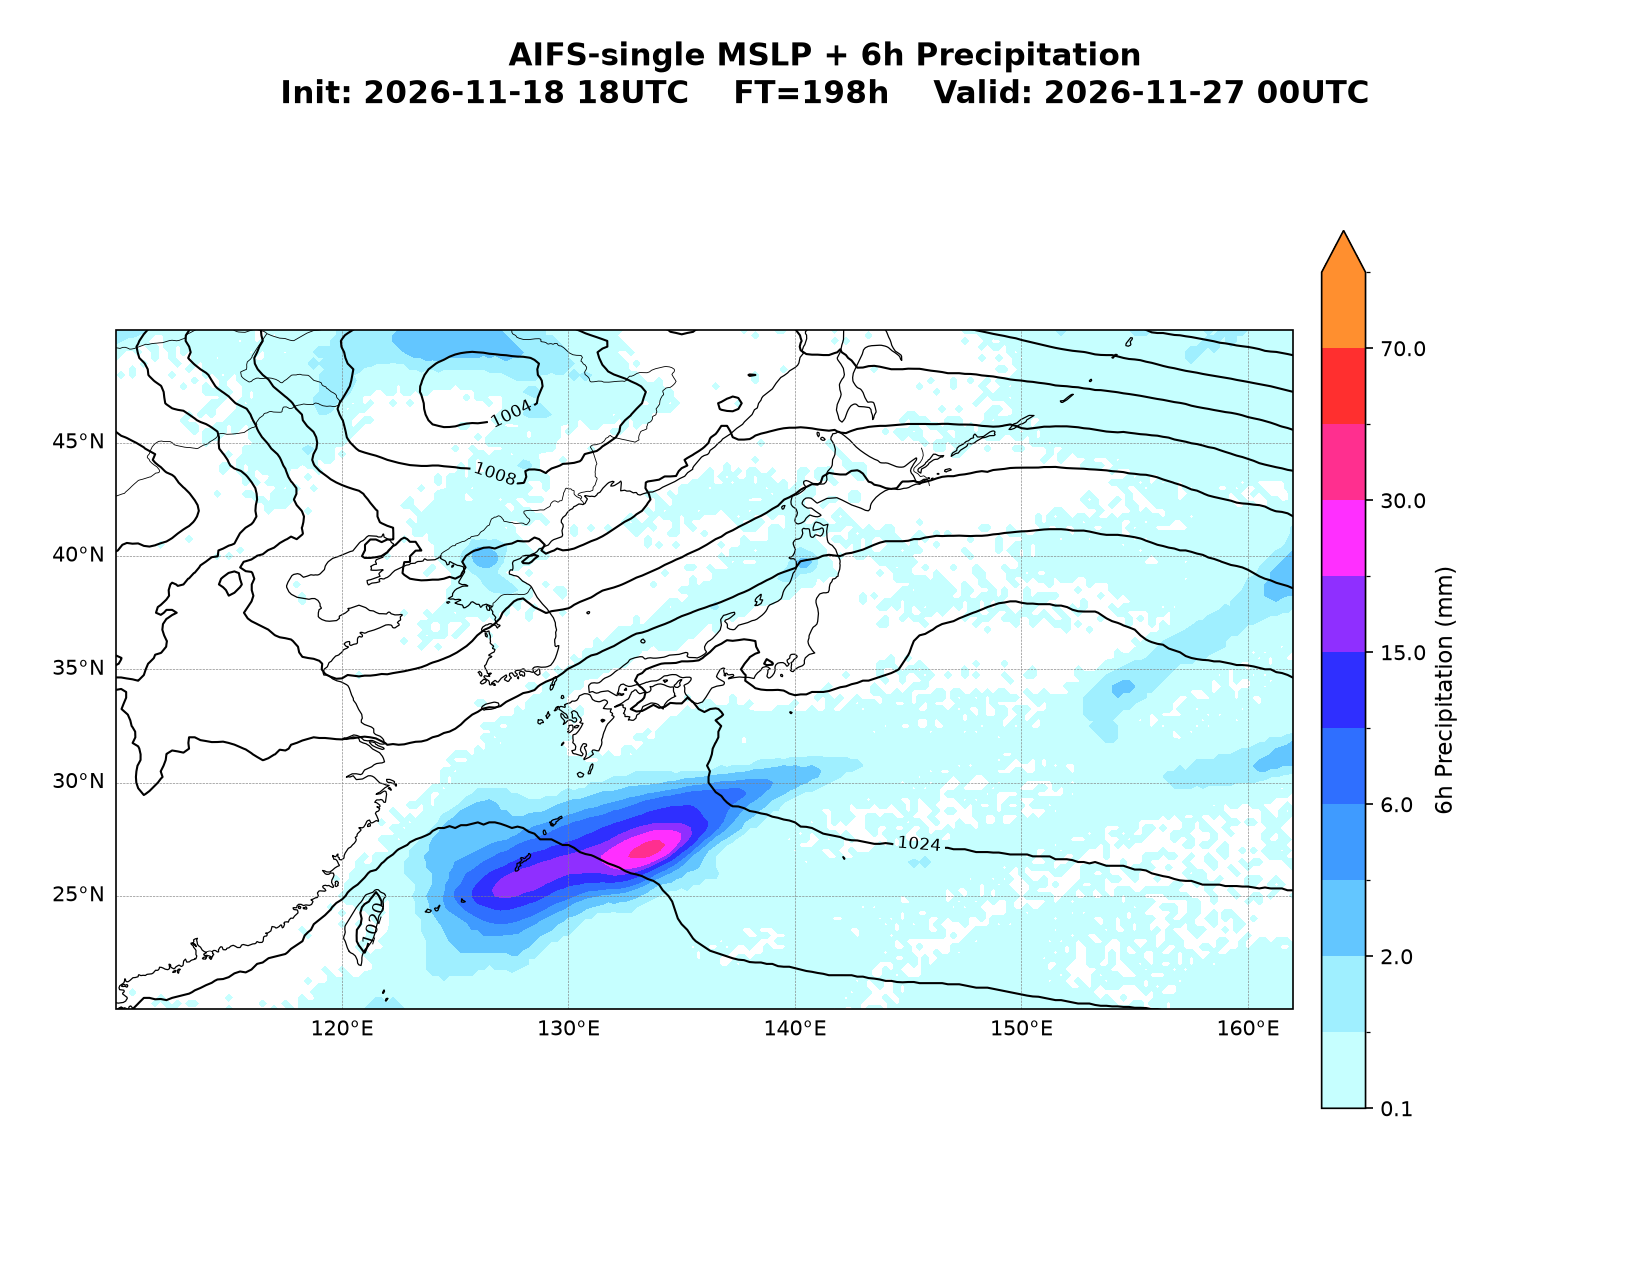 AIFS-single MSLP + 6h Precipitation
Init: 2026-11-18 18UTC    FT=198h    Valid: 2026-11-27 00UTC
70.0
30.0
15.0
6.0
2.0
0.1
6h Precipitation (mm)
45°N
40°N
35°N
30°N
25°N
1004
1008
1024
1020
120°E
130°E
140°E
150°E
160°E